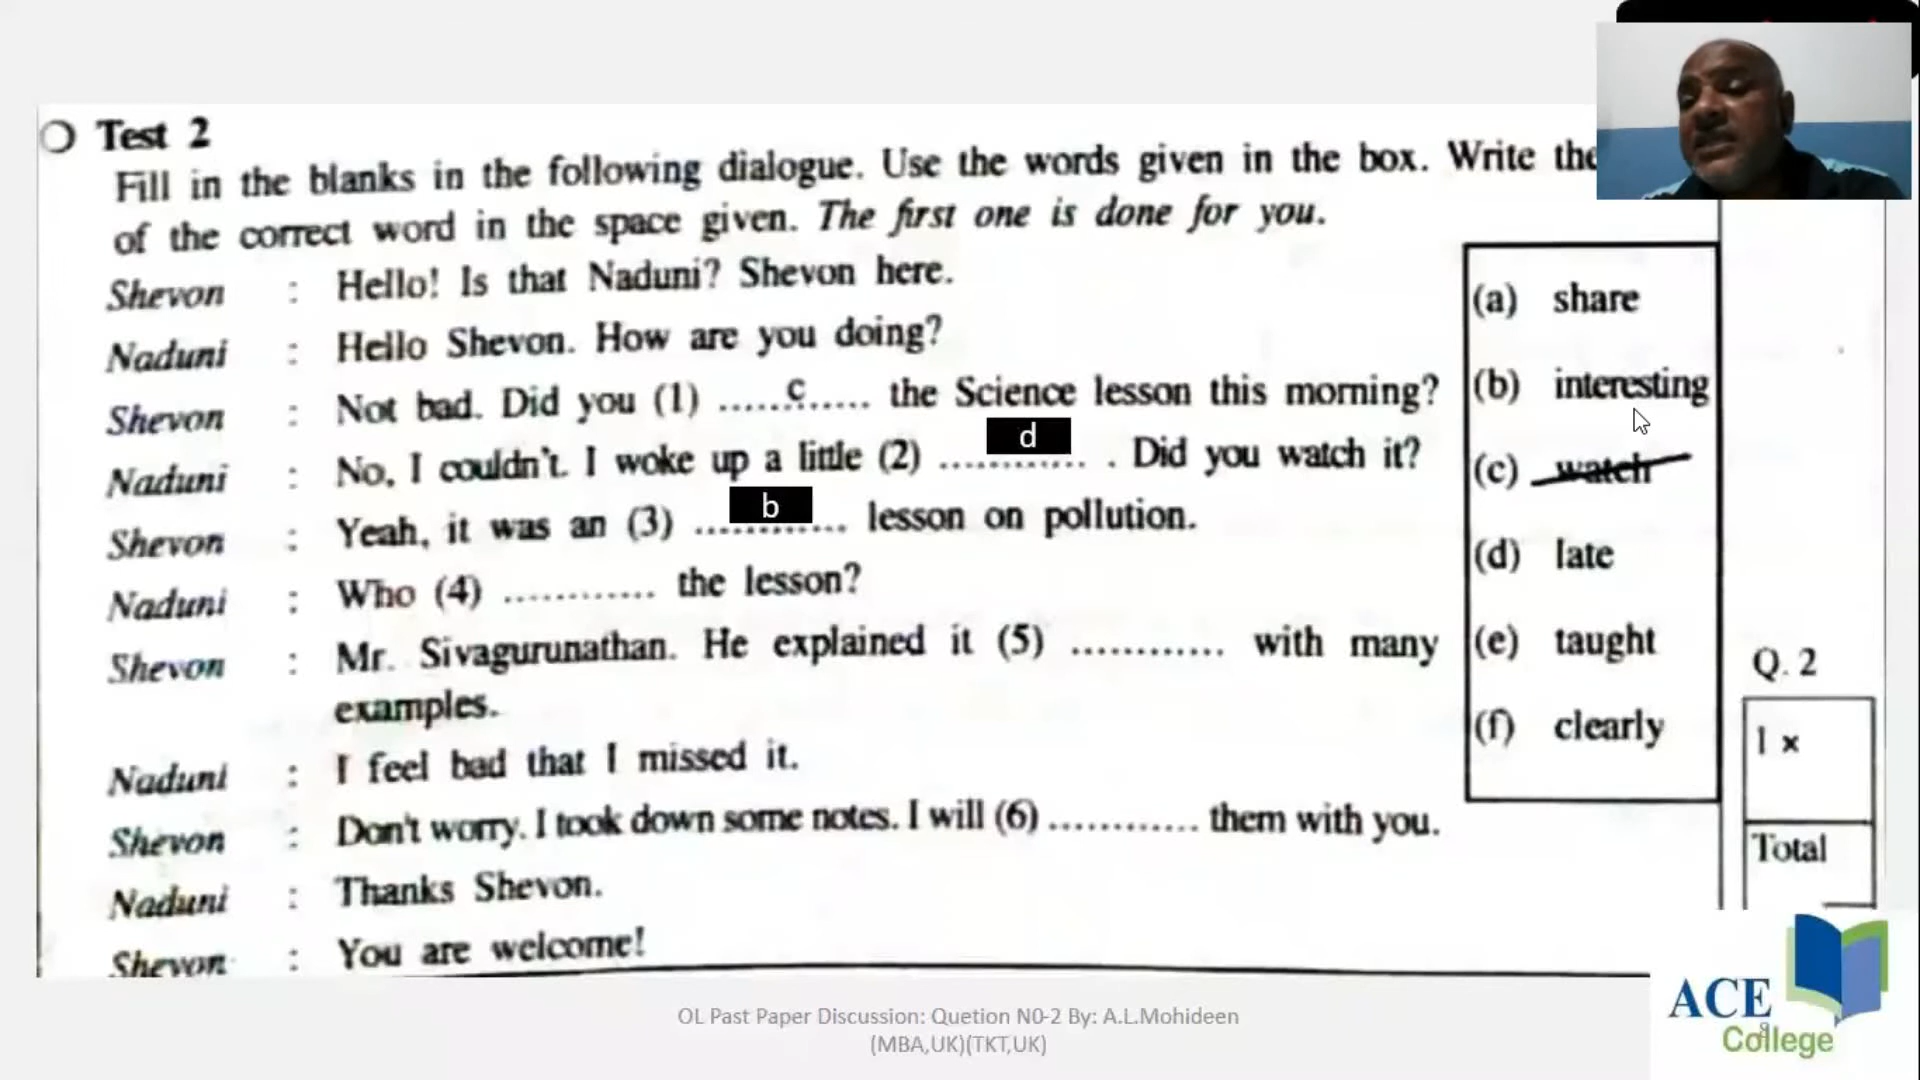 Test 2
Fill in the blanks in the following dialogue. Use the words given in the box. Write the
of the correct word in the space given. The first one is done for you.
Shevon : Hello! Is that Naduni? Shevon here.
Naduni : Hello Shevon. How are you doing?
Shevon : Not bad. Did you (1) ......c...... the Science lesson this morning?
Naduni : No, I couldn't. I woke up a little (2) ......d...... . Did you watch it?
Shevon : Yeah, it was an (3) ......b...... lesson on pollution.
Naduni : Who (4) ............ the lesson?
Shevon : Mr. Sivagurunathan. He explained it (5) ............ with many
examples.
Naduni : I feel bad that I missed it.
Shevon : Don't worry. I took down some notes. I will (6) ............ them with you.
Naduni : Thanks Shevon.
Shevon : You are welcome!
(a) share
(b) interesting
(c) watch
(d) late
(e) taught
(f) clearly
Q. 2
1 ×
Total
OL Past Paper Discussion: Quetion N0-2 By: A.L.Mohideen
(MBA,UK)(TKT,UK)
ACE
College